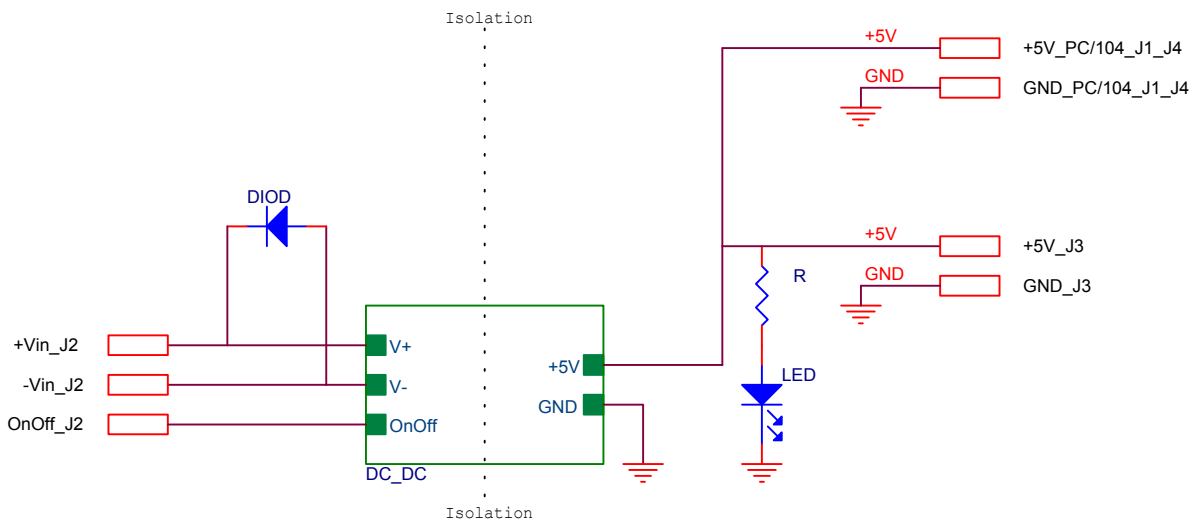 Isolation
+5V
+5V_PC/104_J1_J4
GND
GND_PC/104_J1_J4
DIOD
+5V
+5V_J3
R
GND
GND_J3
+Vin_J2
V+
+5V
LED
-Vin_J2
V-
GND
OnOff_J2
OnOff
DC_DC
Isolation